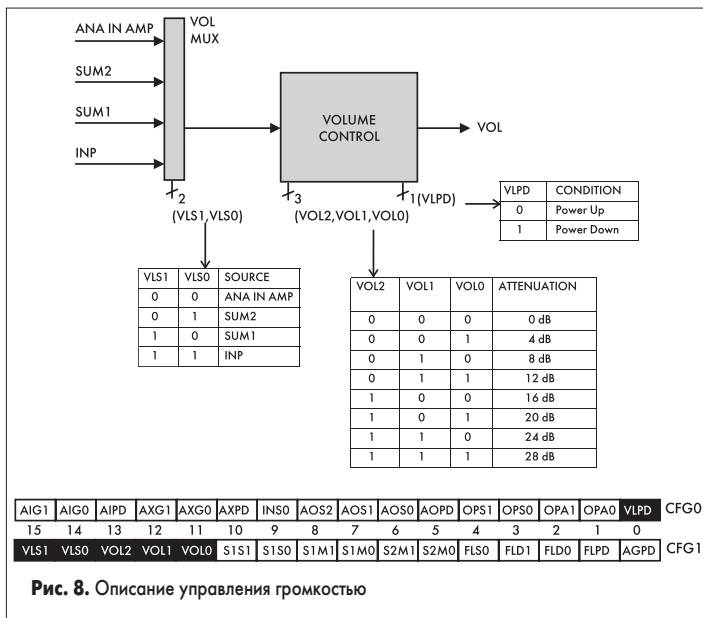 ANA IN AMP
VOL
MUX
SUM2
SUM1
INP
VOLUME
CONTROL
VOL
2
(VLS1,VLS0)
3
(VOL2,VOL1,VOL0)
1(VLPD)
VLPD CONDITION
0 Power Up
1 Power Down
VLS1 VLS0 SOURCE
0 0 ANA IN AMP
0 1 SUM2
1 0 SUM1
1 1 INP
VOL2 VOL1 VOL0 ATTENUATION
0 0 0 0 dB
0 0 1 4 dB
0 1 0 8 dB
0 1 1 12 dB
1 0 0 16 dB
1 0 1 20 dB
1 1 0 24 dB
1 1 1 28 dB
AIG1 AIG0 AIPD AXG1 AXG0 AXPD INS0 AOS2 AOS1 AOS0 AOPD OPS1 OPS0 OPA1 OPA0 VLPD CFG0
15 14 13 12 11 10 9 8 7 6 5 4 3 2 1 0
VLS1 VLS0 VOL2 VOL1 VOL0 S1S1 S1S0 S1M1 S1M0 S2M1 S2M0 FLS0 FLD1 FLD0 FLPD AGPD CFG1
Рис. 8. Описание управления громкостью